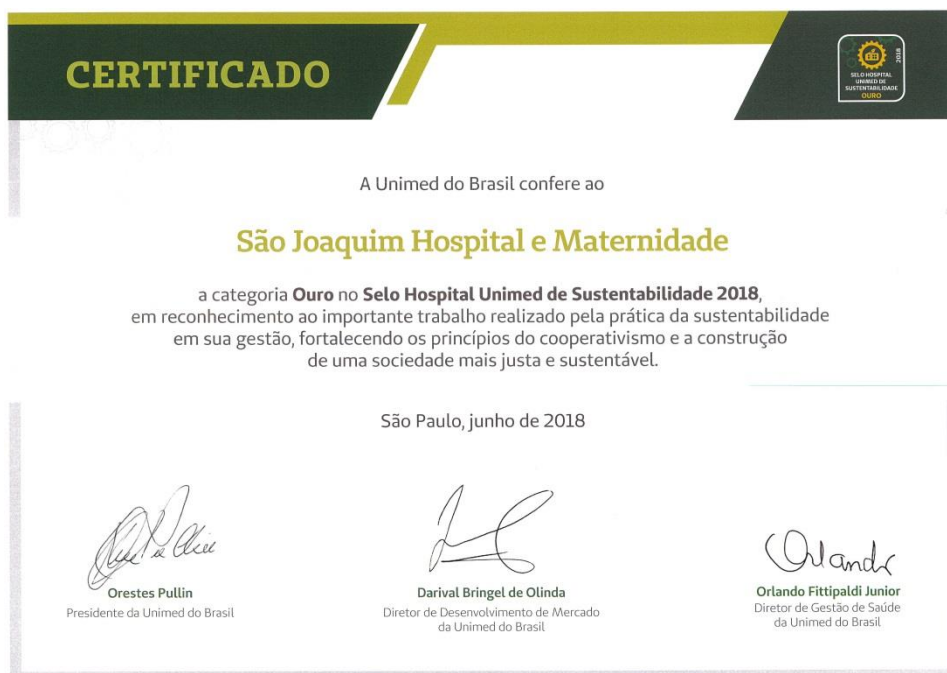 CERTIFICADO
2018
SELO HOSPITAL
UNIMED DE
SUSTENTABILIDADE
OURO
A Unimed do Brasil confere ao
São Joaquim Hospital e Maternidade
a categoria Ouro no Selo Hospital Unimed de Sustentabilidade 2018,
em reconhecimento ao importante trabalho realizado pela prática da sustentabilidade
em sua gestão, fortalecendo os princípios do cooperativismo e a construção
de uma sociedade mais justa e sustentável.
São Paulo, junho de 2018
Orlando
Orestes Pullin
Presidente da Unimed do Brasil
Darival Bringel de Olinda
Diretor de Desenvolvimento de Mercado
da Unimed do Brasil
Orlando Fittipaldi Junior
Diretor de Gestão de Saúde
da Unimed do Brasil